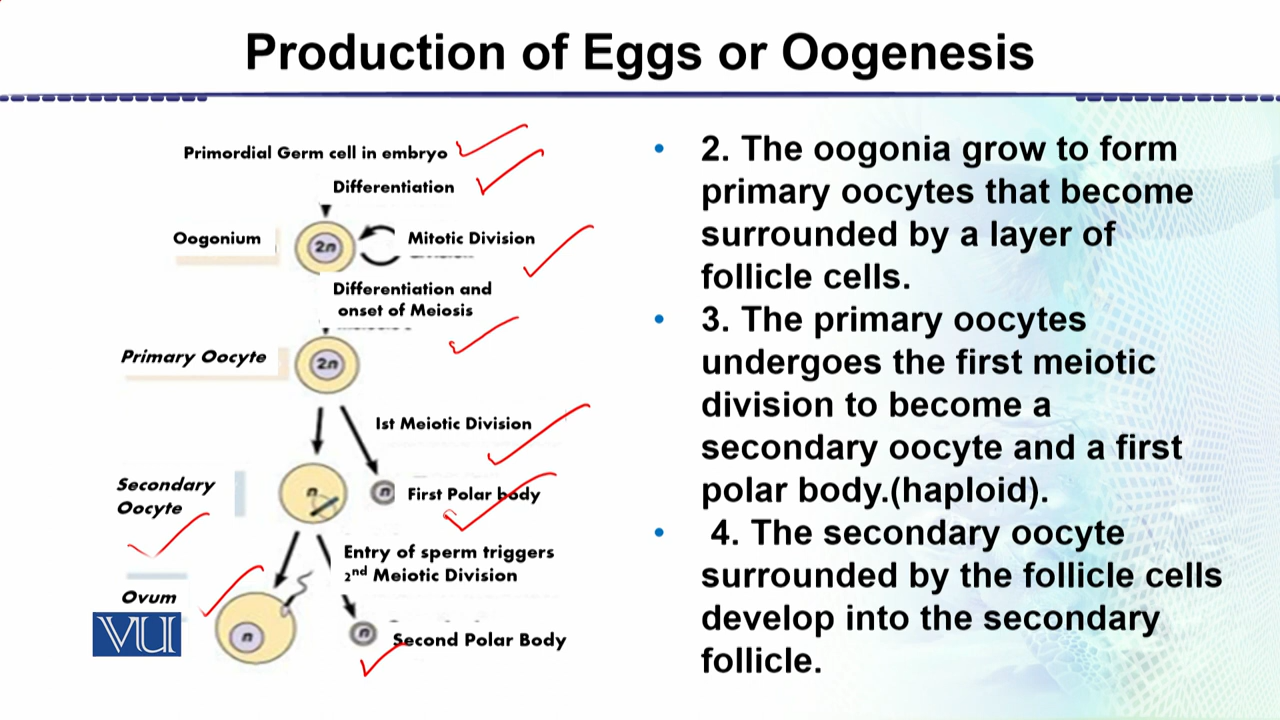 Production of Eggs or Oogenesis
Primordial Germ cell in embryo
Differentiation
Oogonium
2n
Mitotic Division
Differentiation and
onset of Meiosis
Primary Oocyte
2n
Ist Meiotic Division
Secondary
Oocyte
n
n
First Polar body
Entry of sperm triggers
2nd Meiotic Division
Ovum
VU
n
n
Second Polar Body
• 2. The oogonia grow to form
primary oocytes that become
surrounded by a layer of
follicle cells.
• 3. The primary oocytes
undergoes the first meiotic
division to become a
secondary oocyte and a first
polar body.(haploid).
• 4. The secondary oocyte
surrounded by the follicle cells
develop into the secondary
follicle.